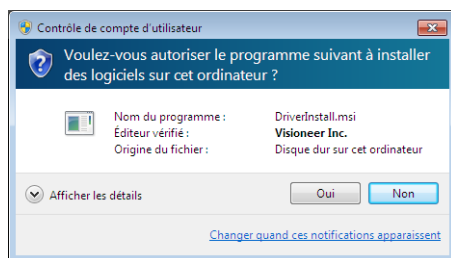 Contrôle de compte d'utilisateur
Voulez-vous autoriser le programme suivant à installer
des logiciels sur cet ordinateur ?
Nom du programme : DriverInstall.msi
Éditeur vérifié : Visioneer Inc.
Origine du fichier : Disque dur sur cet ordinateur
Afficher les détails Oui Non
Changer quand ces notifications apparaissent